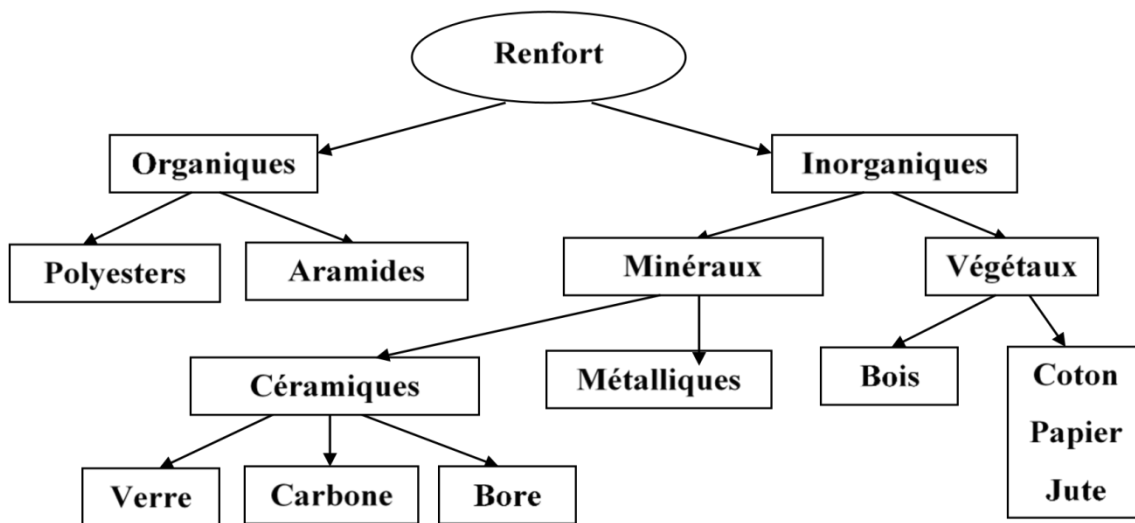 Renfort
Organiques
Inorganiques
Polyesters
Aramides
Minéraux
Végétaux
Céramiques
Métalliques
Bois
Coton
Papier
Jute
Verre
Carbone
Bore